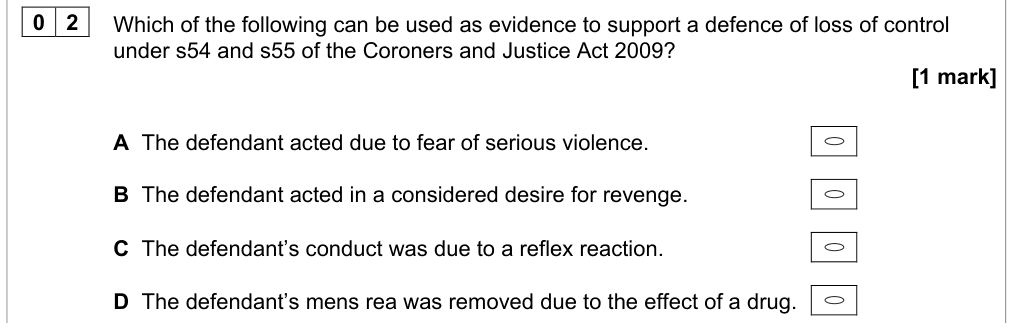 0 2 Which of the following can be used as evidence to support a defence of loss of control
under s54 and s55 of the Coroners and Justice Act 2009?
[1 mark]
A The defendant acted due to fear of serious violence.
B The defendant acted in a considered desire for revenge.
C The defendant’s conduct was due to a reflex reaction.
D The defendant’s mens rea was removed due to the effect of a drug.